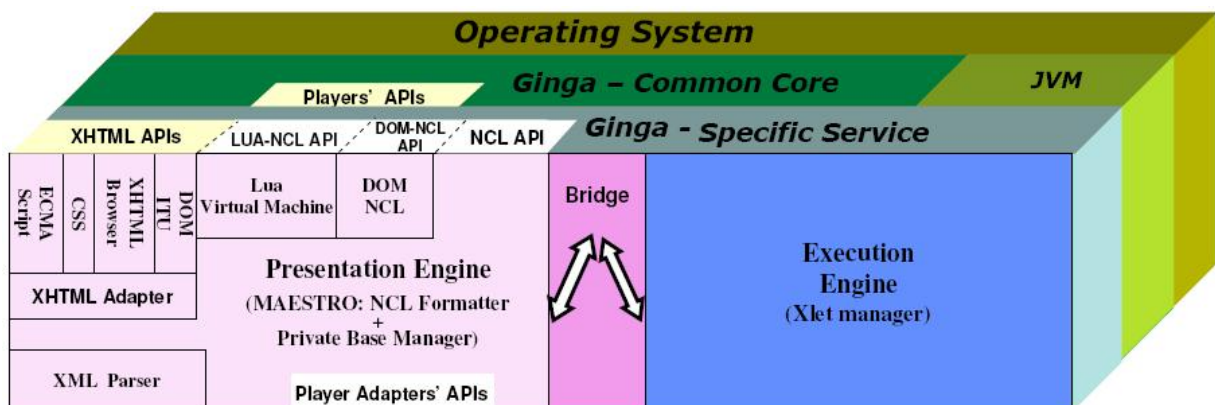 Operating System
Ginga – Common Core
JVM
Players' APIs
Ginga - Specific Service
XHTML APIs
LUA-NCL API
DOM-NCL
API
NCL API
ECMA
Script
CSS
XHTML
Browser
DOM
ITU
Lua
Virtual Machine
DOM
NCL
Bridge
XHTML Adapter
Presentation Engine
(MAESTRO: NCL Formatter
+
Private Base Manager)
Execution
Engine
(Xlet manager)
XML Parser
Player Adapters' APIs